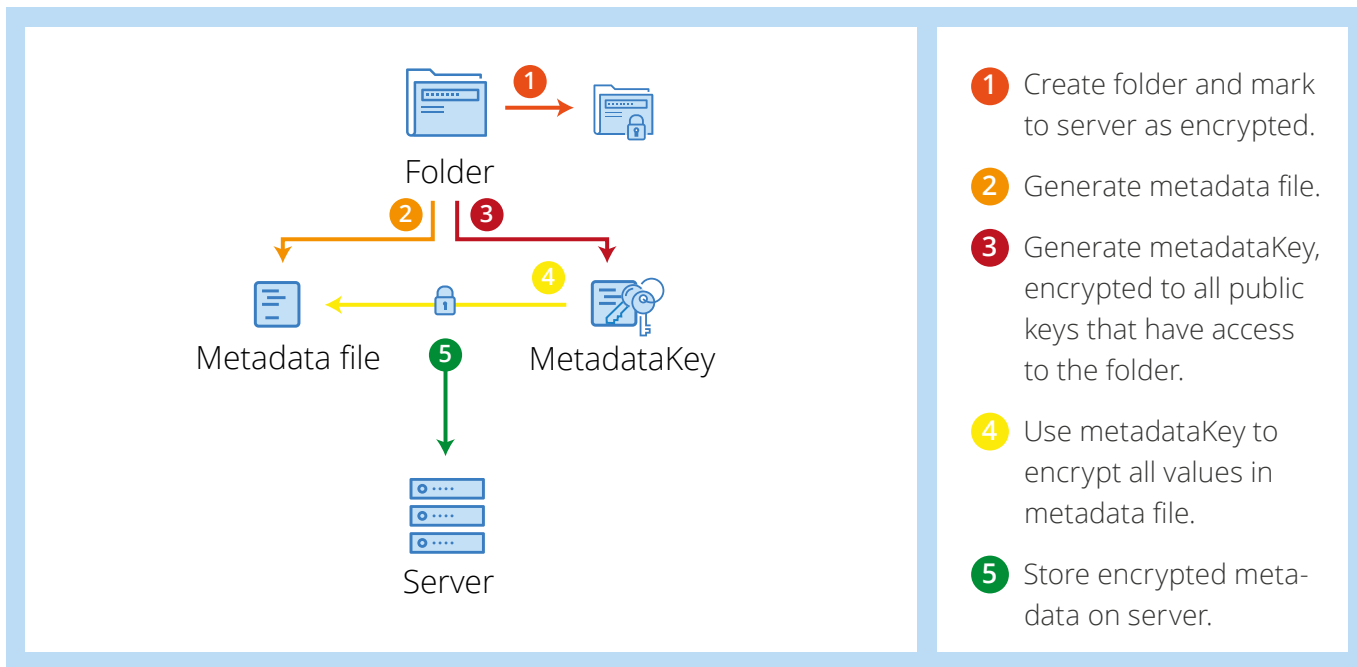 1
Folder
2
3
4
Metadata file
5
MetadataKey
Server
1 Create folder and mark
to server as encrypted.
2 Generate metadata file.
3 Generate metadataKey,
encrypted to all public
keys that have access
to the folder.
4 Use metadataKey to
encrypt all values in
metadata file.
5 Store encrypted meta-
data on server.